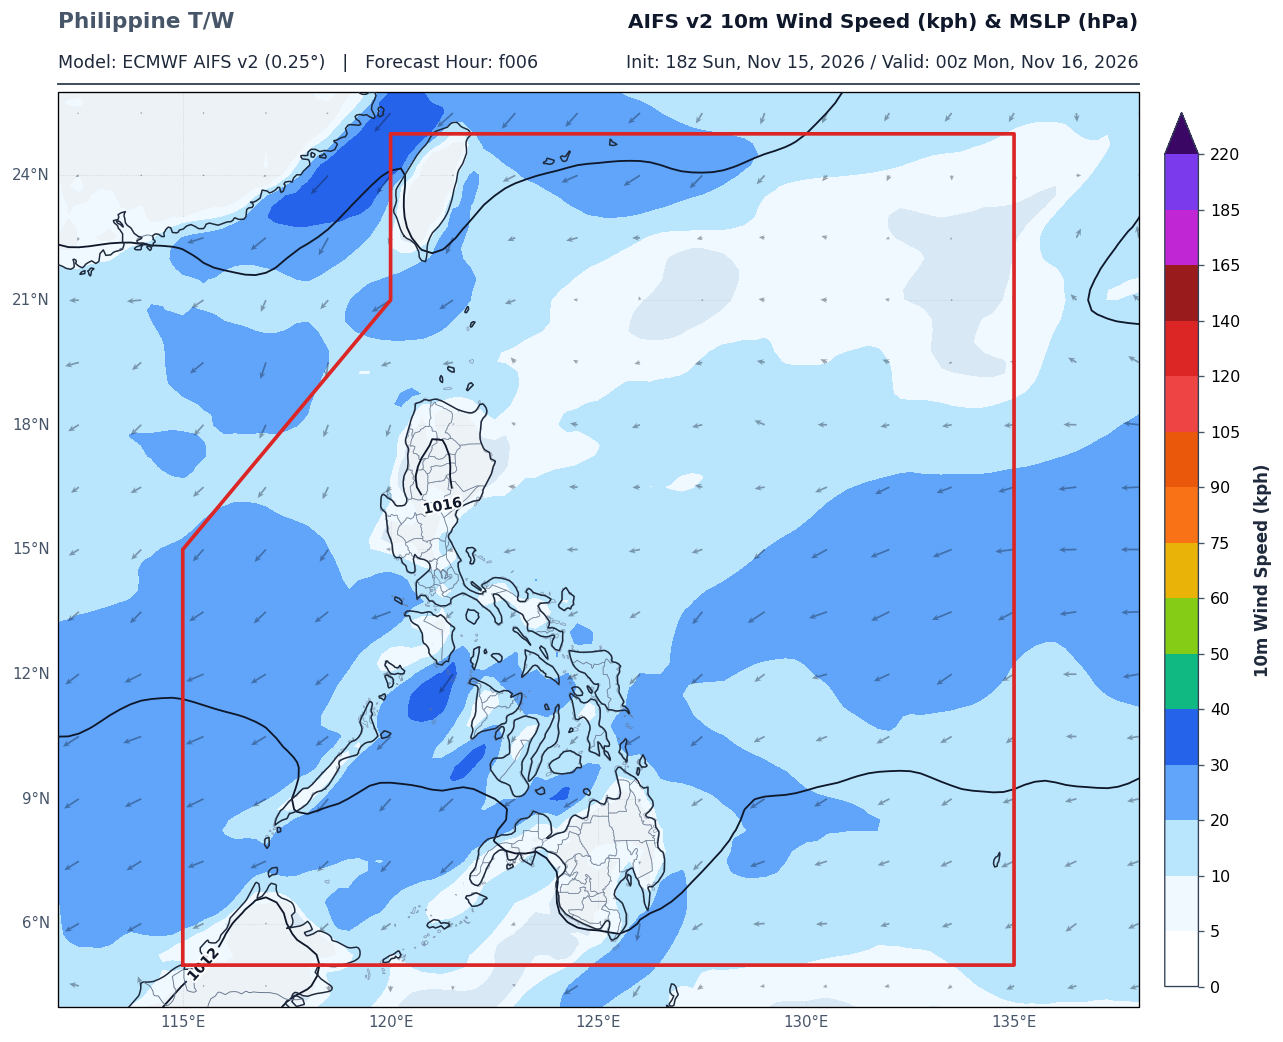 Philippine T/W
AIFS v2 10m Wind Speed (kph) & MSLP (hPa)
Model: ECMWF AIFS v2 (0.25°) | Forecast Hour: f006
Init: 18z Sun, Nov 15, 2026 / Valid: 00z Mon, Nov 16, 2026
24°N
21°N
18°N
15°N
12°N
9°N
6°N
1016
1012
115°E
120°E
125°E
130°E
135°E
220
185
165
140
120
105
90
75
60
50
40
30
20
10
5
0
10m Wind Speed (kph)